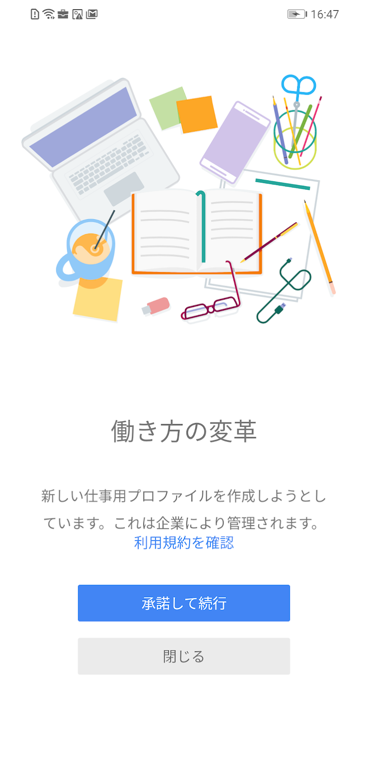 16:47
働き方の変革
新しい仕事用プロファイルを作成しようとし
ています。これは企業により管理されます。
利用規約を確認
承諾して続行
閉じる